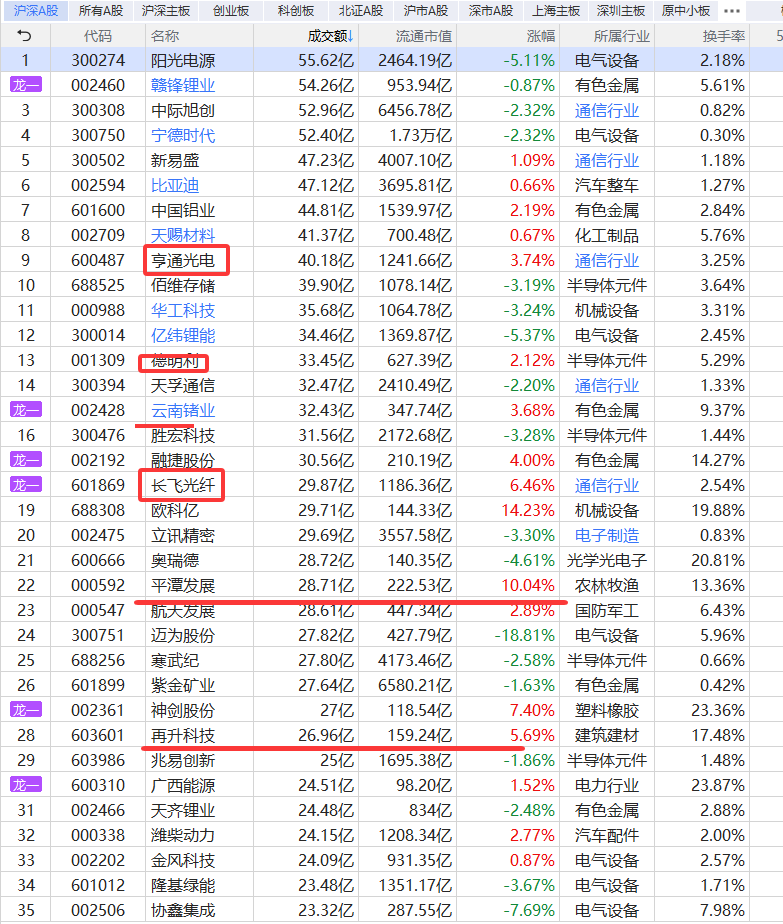 沪深A股 所有A股 沪深主板 创业板 科创板 北证A股 沪市A股 深市A股 上海主板 深圳主板 原中小板
代码 名称 成交额↓ 流通市值 涨幅 所属行业 换手率
1 300274 阳光电源 55.62亿 2464.19亿 -5.11% 电气设备 2.18%
龙一 002460 赣锋锂业 54.26亿 953.94亿 -0.87% 有色金属 5.61%
3 300308 中际旭创 52.96亿 6456.78亿 -2.32% 通信行业 0.82%
4 300750 宁德时代 52.40亿 1.73万亿 -2.32% 电气设备 0.30%
5 300502 新易盛 47.23亿 4007.10亿 1.09% 通信行业 1.18%
6 002594 比亚迪 47.12亿 3695.81亿 0.66% 汽车整车 1.27%
7 601600 中国铝业 44.81亿 1539.97亿 2.19% 有色金属 2.84%
8 002709 天赐材料 41.37亿 700.48亿 0.67% 化工制品 5.76%
9 600487 亨通光电 40.18亿 1241.66亿 3.74% 通信行业 3.25%
10 688525 佰维存储 39.90亿 1078.14亿 -3.19% 半导体元件 3.64%
11 000988 华工科技 35.68亿 1064.78亿 -3.24% 机械设备 3.31%
12 300014 亿纬锂能 34.46亿 1369.87亿 -5.37% 电气设备 2.45%
13 001309 德明利 33.45亿 627.39亿 2.12% 半导体元件 5.29%
14 300394 天孚通信 32.47亿 2410.49亿 -2.20% 通信行业 1.33%
龙一 002428 云南锗业 32.43亿 347.74亿 3.68% 有色金属 9.37%
16 300476 胜宏科技 31.56亿 2172.68亿 -3.28% 半导体元件 1.44%
龙一 002192 融捷股份 30.56亿 210.19亿 4.00% 有色金属 14.27%
龙一 601869 长飞光纤 29.87亿 1186.36亿 6.46% 通信行业 2.54%
19 688308 欧科亿 29.71亿 144.33亿 14.23% 机械设备 19.88%
20 002475 立讯精密 29.69亿 3557.58亿 -3.30% 电子制造 0.83%
21 600666 奥瑞德 28.72亿 140.35亿 -4.61% 光学光电子 20.81%
22 000592 平潭发展 28.71亿 222.53亿 10.04% 农林牧渔 13.36%
23 000547 航天发展 28.61亿 447.34亿 2.89% 国防军工 6.43%
24 300751 迈为股份 27.82亿 427.79亿 -18.81% 电气设备 5.96%
25 688256 寒武纪 27.80亿 4173.46亿 -2.58% 半导体元件 0.66%
26 601899 紫金矿业 27.64亿 6580.21亿 -1.63% 有色金属 0.42%
龙一 002361 神剑股份 27亿 118.54亿 7.40% 塑料橡胶 23.36%
28 603601 再升科技 26.96亿 159.24亿 5.69% 建筑建材 17.48%
29 603986 兆易创新 25亿 1695.38亿 -1.86% 半导体元件 1.48%
龙一 600310 广西能源 24.51亿 98.20亿 1.52% 电力行业 23.87%
31 002466 天齐锂业 24.48亿 834亿 -2.48% 有色金属 2.88%
32 000338 潍柴动力 24.15亿 1208.34亿 2.77% 汽车配件 2.00%
33 002202 金风科技 24.09亿 931.35亿 0.87% 电气设备 2.57%
34 601012 隆基绿能 23.48亿 1351.17亿 -3.67% 电气设备 1.71%
35 002506 协鑫集成 23.32亿 287.55亿 -7.69% 电气设备 7.98%